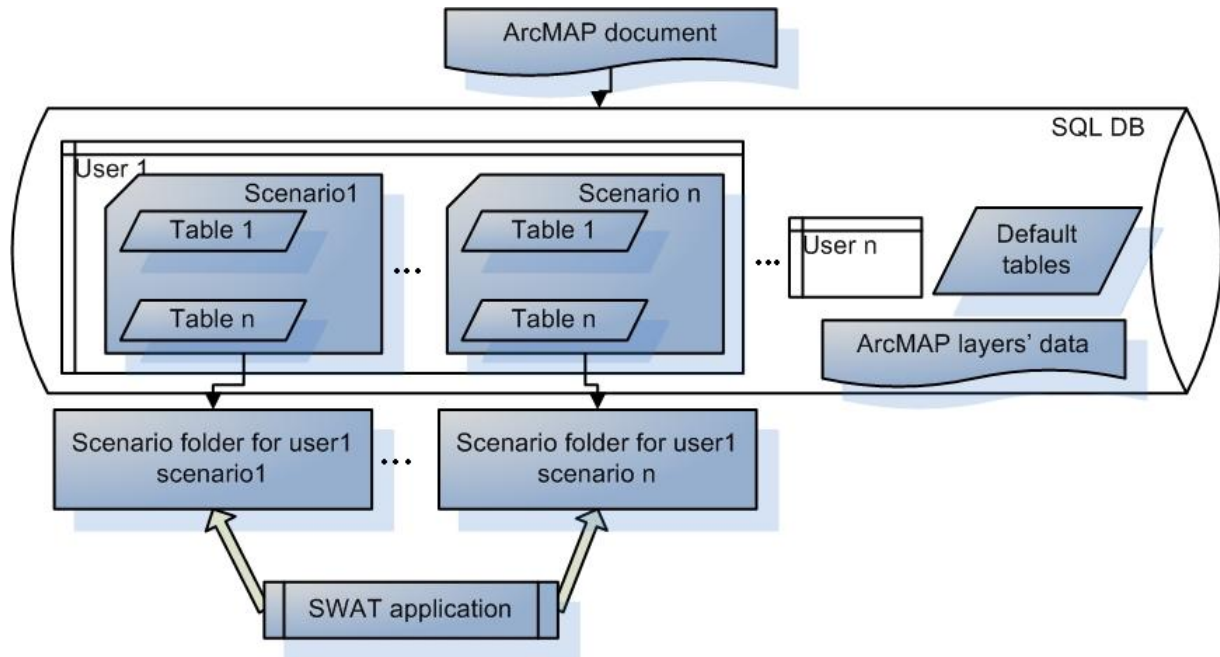 ArcMAP document
SQL DB
User 1
Scenario1
Scenario n
Table 1
Table 1
...
...
User n
Default
tables
Table n
Table n
ArcMAP layers' data
Scenario folder for user1
scenario1
...
Scenario folder for user1
scenario n
SWAT application